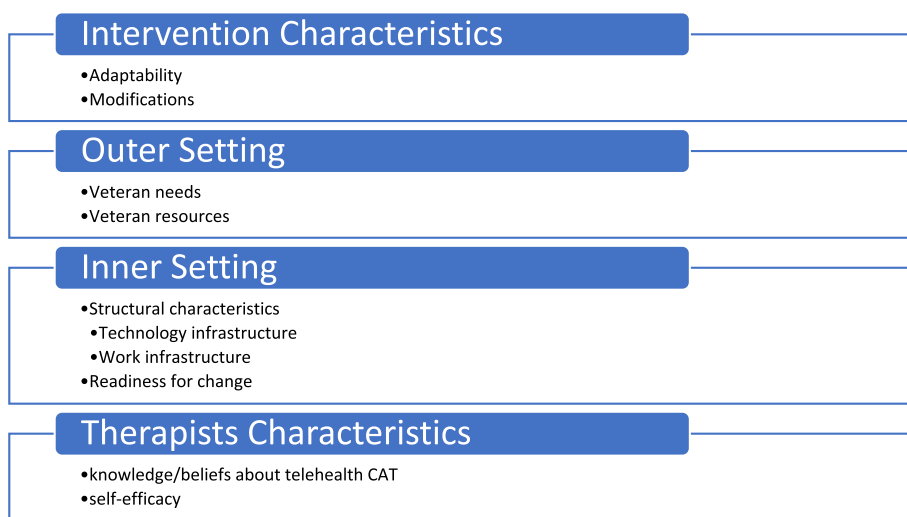 Intervention Characteristics
•Adaptability
•Modifications
Outer Setting
•Veteran needs
•Veteran resources
Inner Setting
•Structural characteristics
•Technology infrastructure
•Work infrastructure
•Readiness for change
Therapists Characteristics
•knowledge/beliefs about telehealth CAT
•self-efficacy